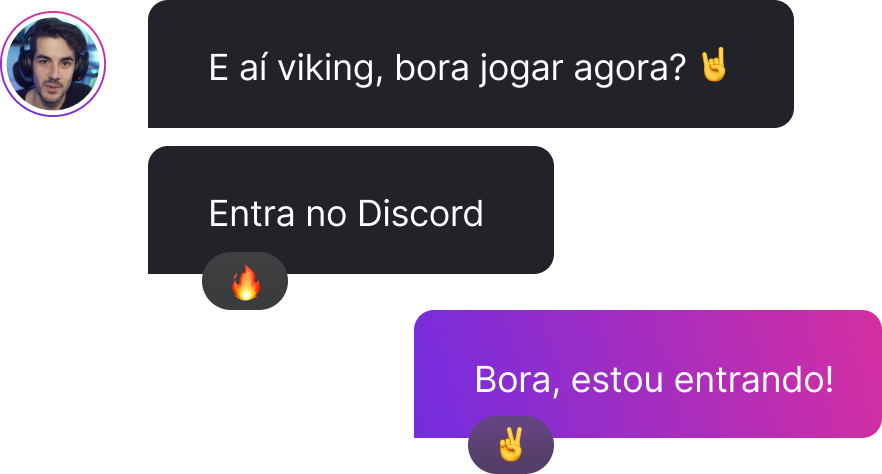 E aí viking, bora jogar agora? 🤘
Entra no Discord
🔥
Bora, estou entrando!
✌️